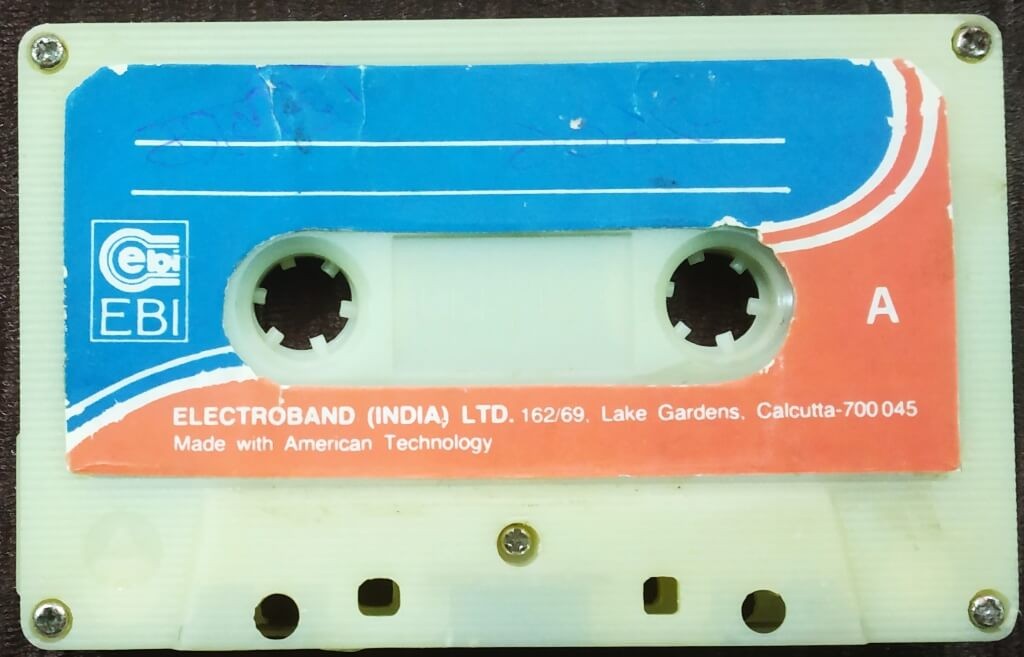 ebi
EBI
A
ELECTROBAND (INDIA) LTD. 162/69, Lake Gardens, Calcutta-700 045
Made with American Technology